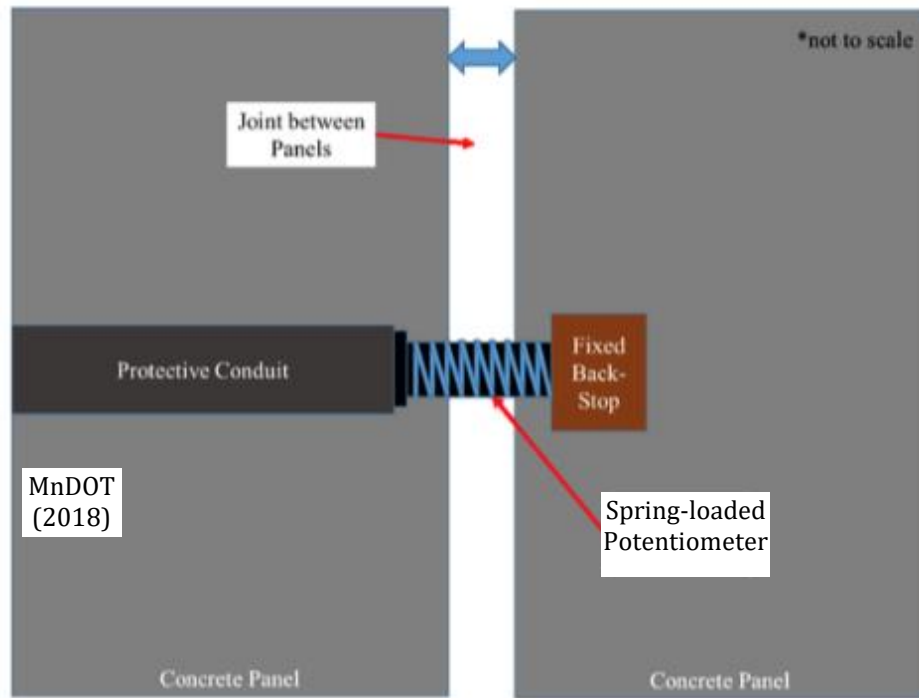 *not to scale
Joint between
Panels
Protective Conduit
Fixed
Back-
Stop
MnDOT
(2018)
Spring-loaded
Potentiometer
Concrete Panel
Concrete Panel